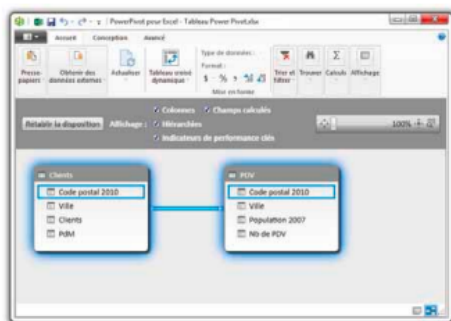 PowerPivot pour Excel - Tableau Power Pivot.xlsx
Accueil Conception Avancé
Presse-papiers
Obtenir des données externes
Actualiser
Tableau croisé dynamique
Type de données :
Format :
$ % ,
Mise en forme
Trier et filtrer
Trouver
Calculs
Affichage
Rétablir la disposition
Affichage :
Colonnes
Champs calculés
Hiérarchies
Indicateurs de performance clés
100%
Clients
Code postal 2010
Ville
Clients
PdM
PDV
Code postal 2010
Ville
Population 2007
Nb de PDV